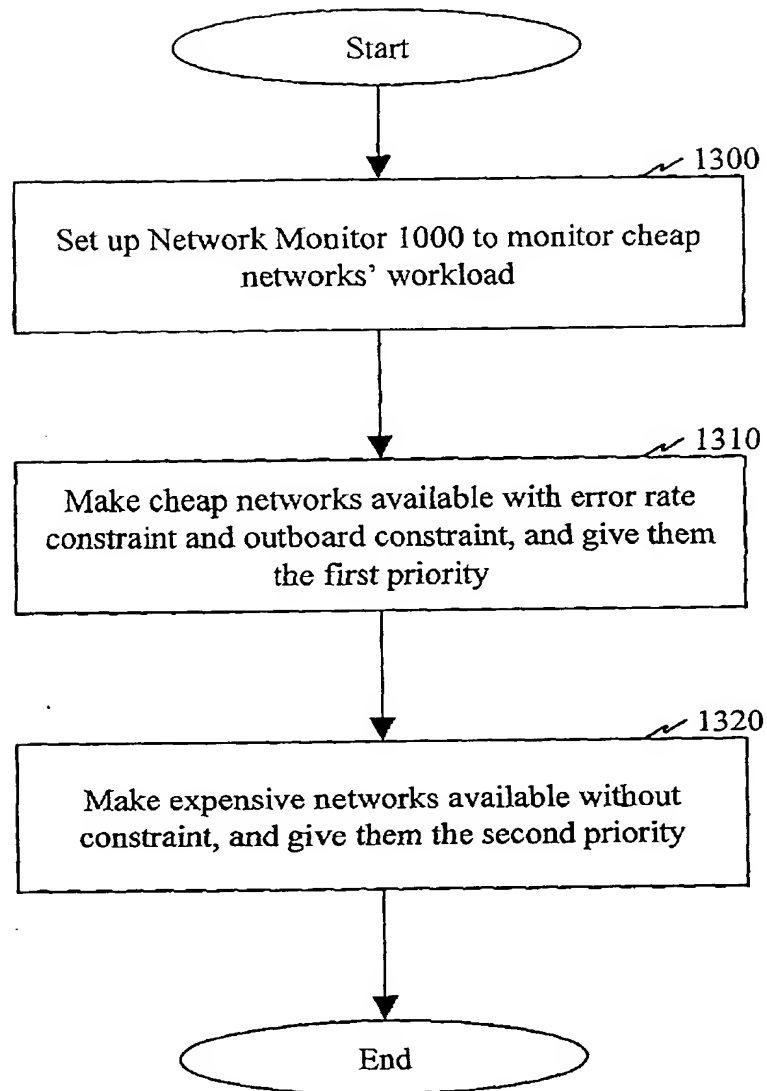 Start
1300
Set up Network Monitor 1000 to monitor cheap
networks' workload
1310
Make cheap networks available with error rate
constraint and outboard constraint, and give them
the first priority
1320
Make expensive networks available without
constraint, and give them the second priority
End